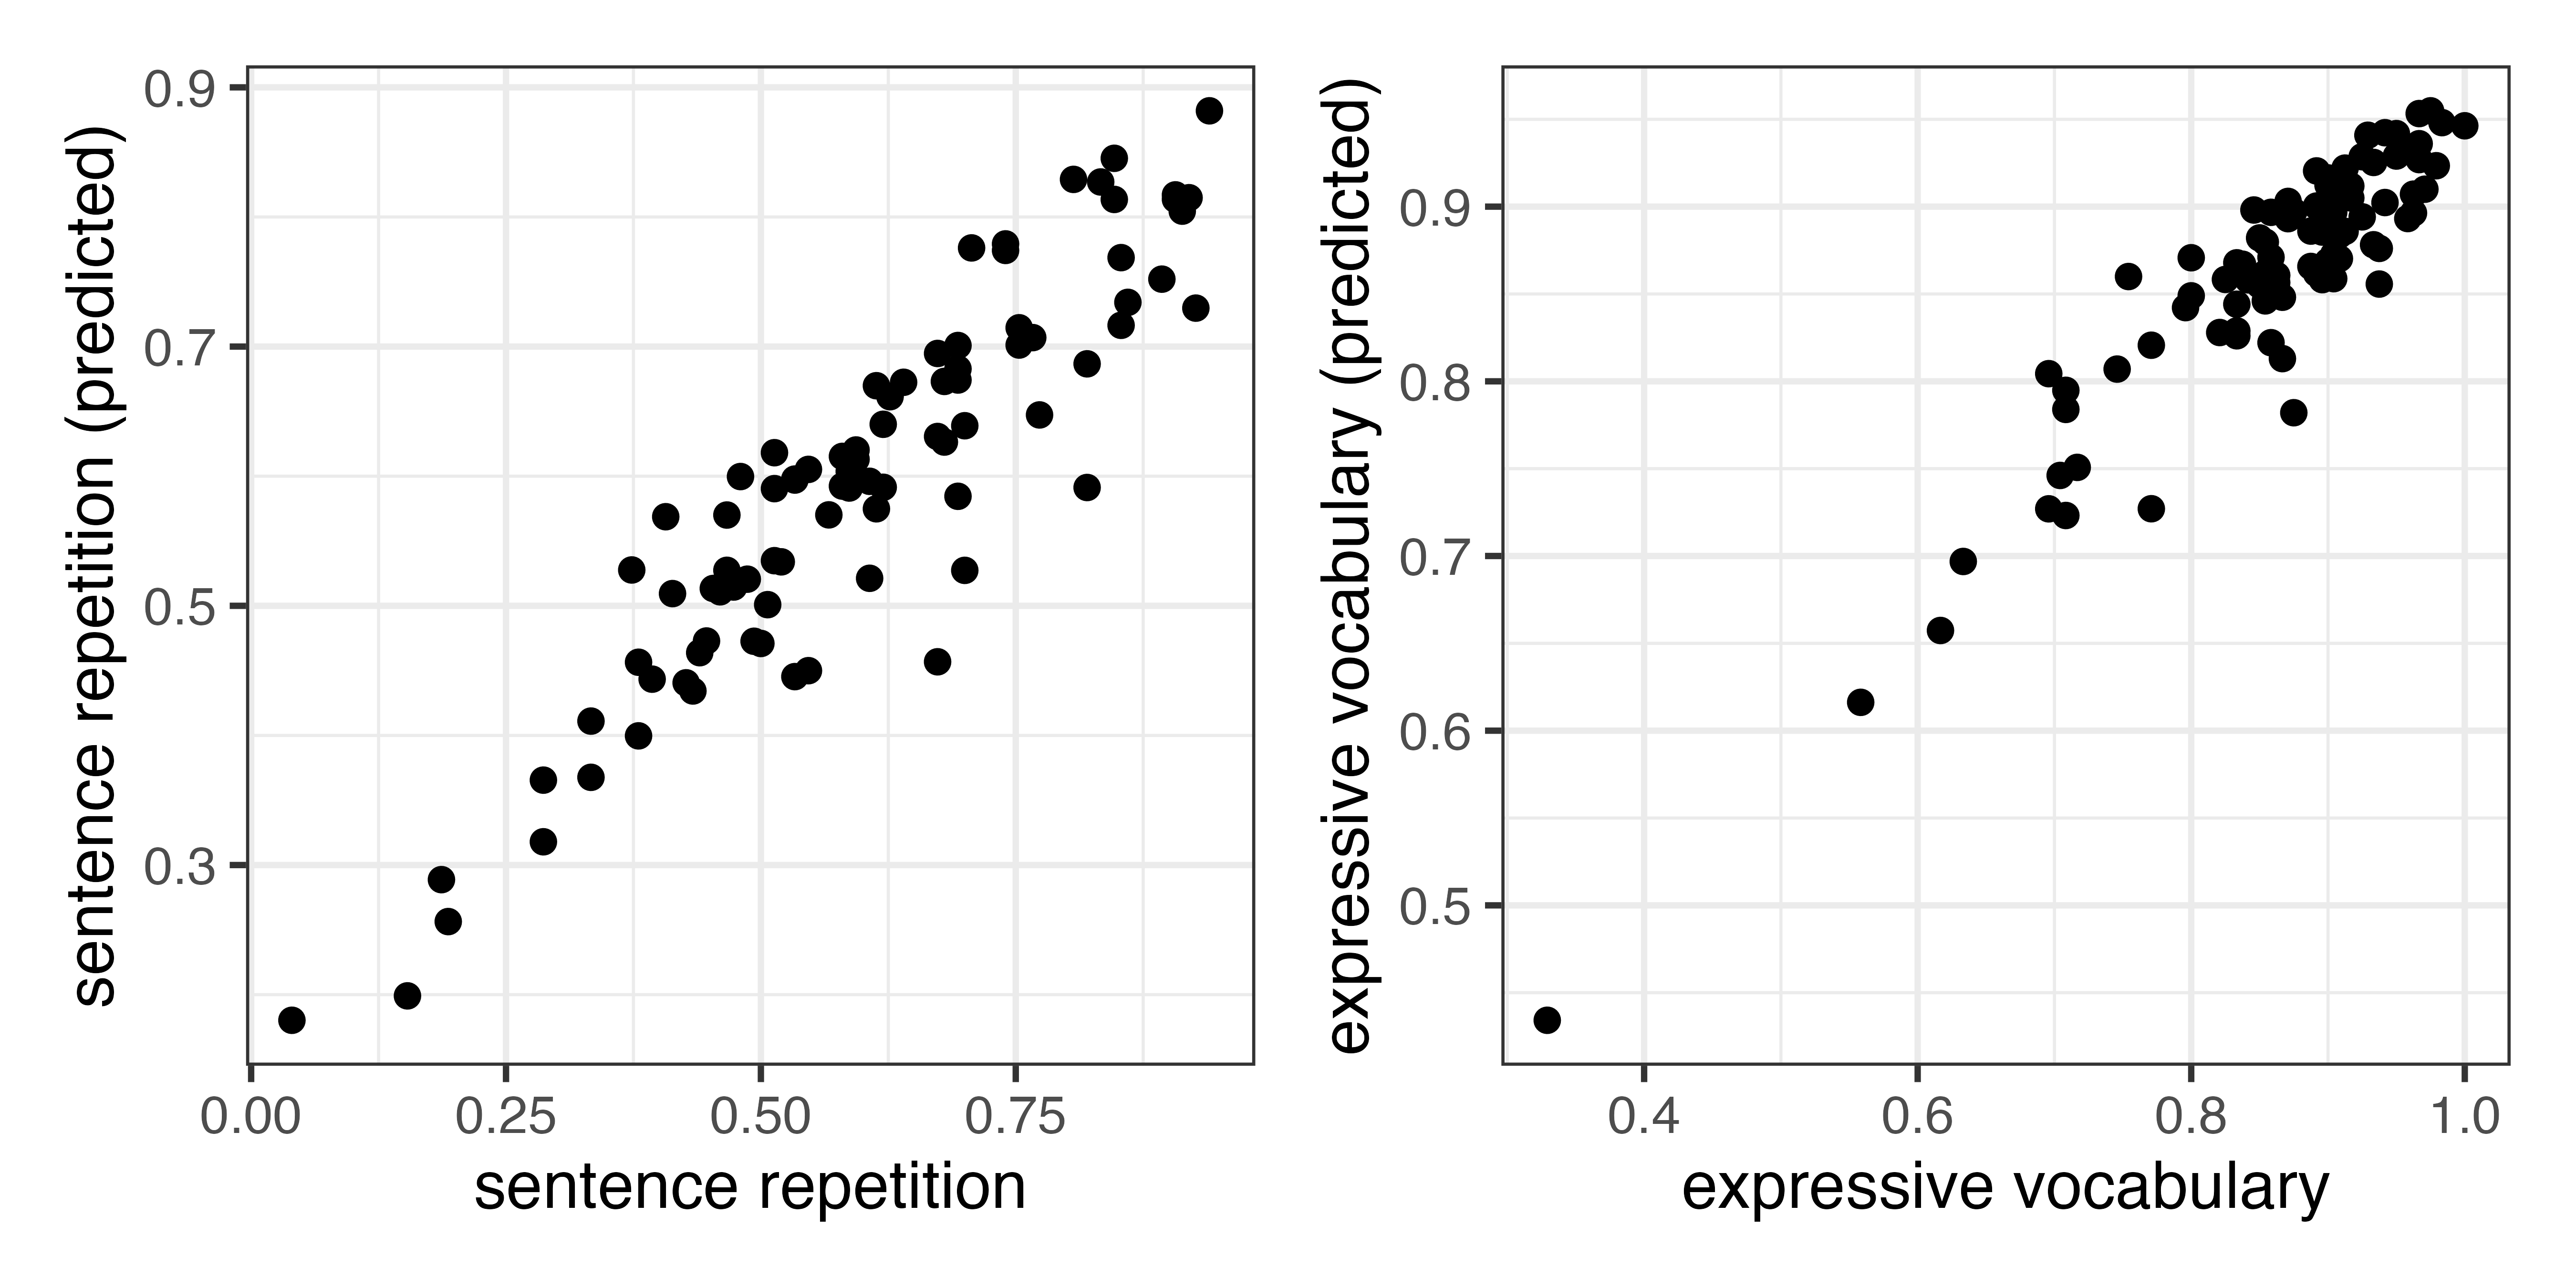 sentence repetition (predicted)
0.9
0.7
0.5
0.3
0.00 0.25 0.50 0.75
sentence repetition
expressive vocabulary (predicted)
0.9
0.8
0.7
0.6
0.5
0.4 0.6 0.8 1.0
expressive vocabulary